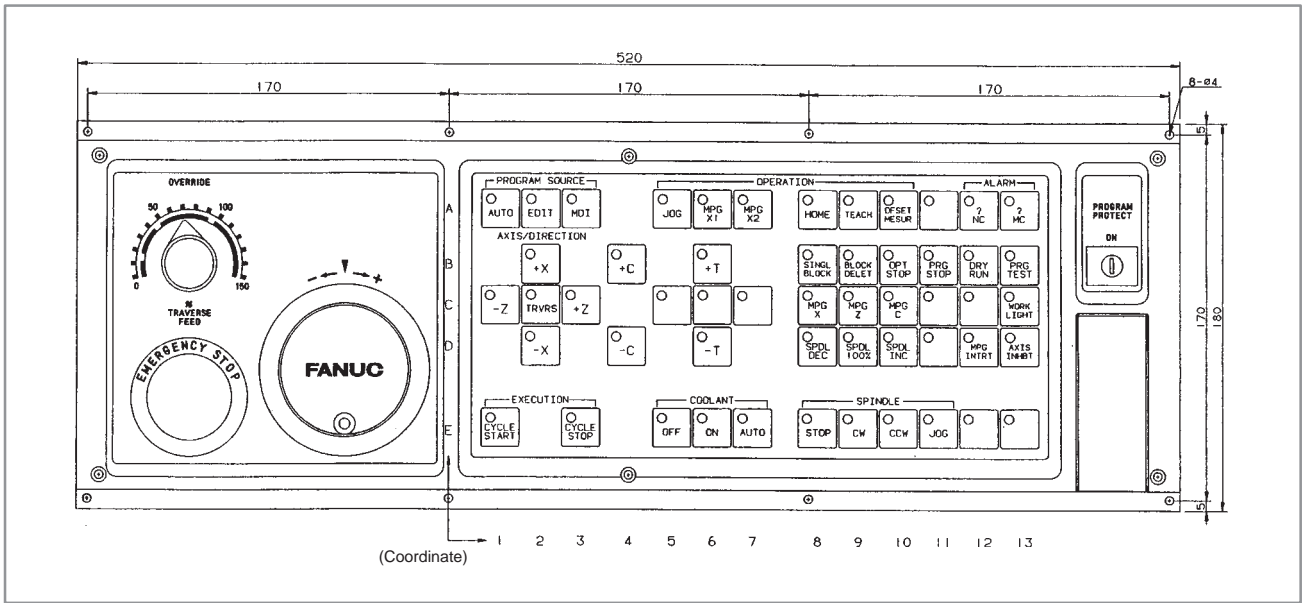 520
170 170 170
8-ø4
5
OVERRIDE
50 100
0 150
%
TRAVERSE
FEED
EMERGENCY STOP
- +
FANUC
A
B
C
D
E
PROGRAM SOURCE
AUTO EDIT MDI
OPERATION
JOG MPG X1 MPG X2 HOME TEACH OFSET MESUR
ALARM
? NC ? MC
AXIS/DIRECTION
+X +C +T
SINGL BLOCK BLOCK DELET OPT STOP PRG STOP DRY RUN PRG TEST
-Z TRVRS +Z
MPG X MPG Z MPG C WORK LIGHT
-X -C -T
SPDL DEC SPDL 100% SPDL INC MPG INTRT AXIS INHBT
EXECUTION
CYCLE START CYCLE STOP
COOLANT
OFF ON AUTO
SPINDLE
STOP CW CCW JOG
PROGRAM
PROTECT
ON
170
180
5
(Coordinate)
1 2 3 4 5 6 7 8 9 10 11 12 13